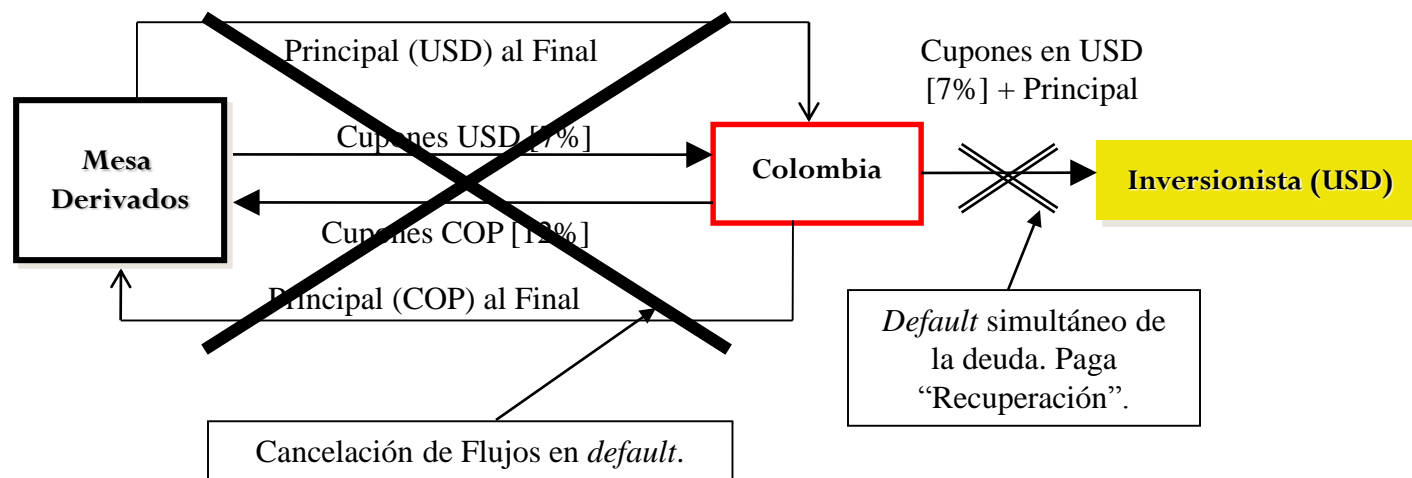 Principal (USD) al Final
Cupones en USD
[7%] + Principal
Cupones USD [7%]
Mesa
Derivados
Colombia
Inversionista (USD)
Cupones COP [12%]
Principal (COP) al Final
Default simultáneo de
la deuda. Paga
“Recuperación”.
Cancelación de Flujos en default.